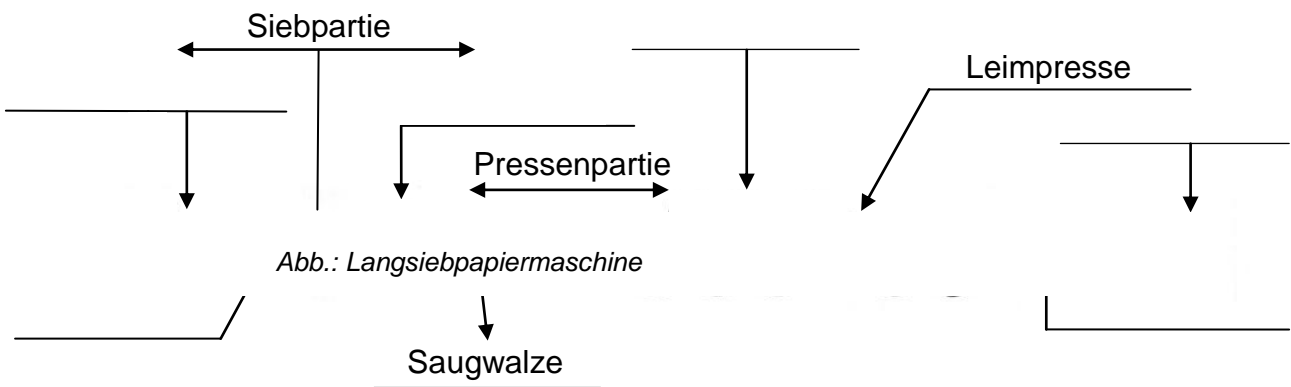 Siebpartie
Leimpresse
Pressenpartie
Abb.: Langsiebpapiermaschine
Saugwalze